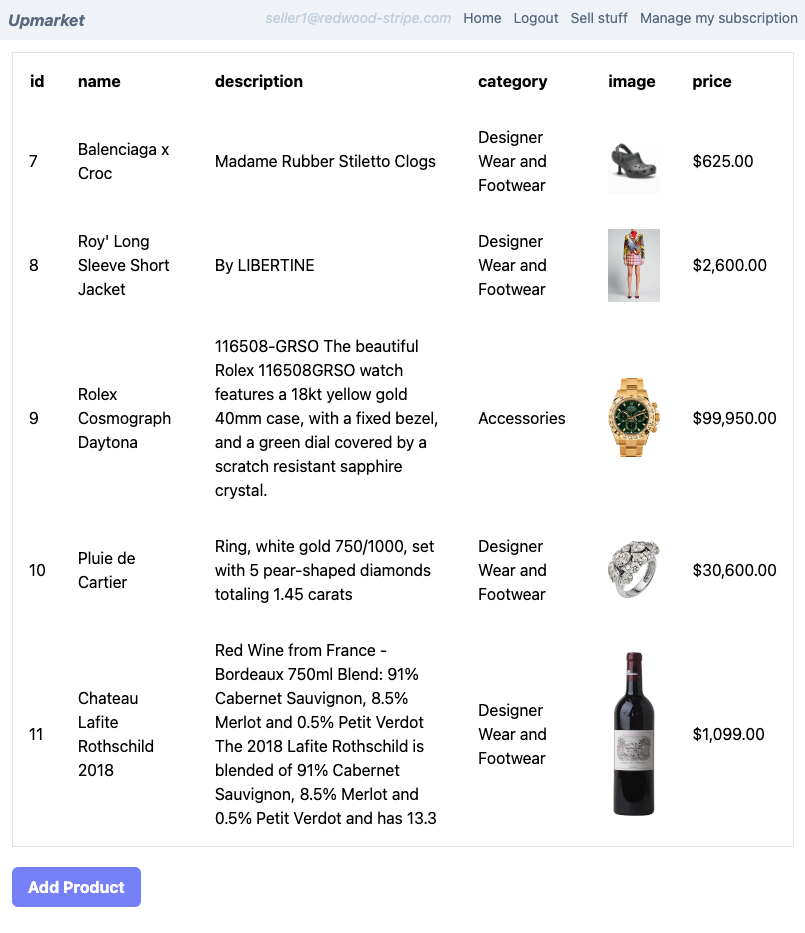 Upmarket seller1@redwood-stripe.com Home Logout Sell stuff Manage my subscription
id name description category image price
7 Balenciaga x Croc Madame Rubber Stiletto Clogs Designer Wear and Footwear $625.00
8 Roy' Long Sleeve Short Jacket By LIBERTINE Designer Wear and Footwear $2,600.00
9 Rolex Cosmograph Daytona
116508-GRSO The beautiful
Rolex 116508GRSO watch
features a 18kt yellow gold
40mm case, with a fixed bezel,
and a green dial covered by a
scratch resistant sapphire
crystal.
Accessories $99,950.00
10 Pluie de Cartier
Ring, white gold 750/1000, set
with 5 pear-shaped diamonds
totaling 1.45 carats
Designer Wear and Footwear $30,600.00
11 Chateau Lafite Rothschild 2018
Red Wine from France -
Bordeaux 750ml Blend: 91%
Cabernet Sauvignon, 8.5%
Merlot and 0.5% Petit Verdot
The 2018 Lafite Rothschild is
blended of 91% Cabernet
Sauvignon, 8.5% Merlot and
0.5% Petit Verdot and has 13.3
Designer Wear and Footwear $1,099.00
Add Product